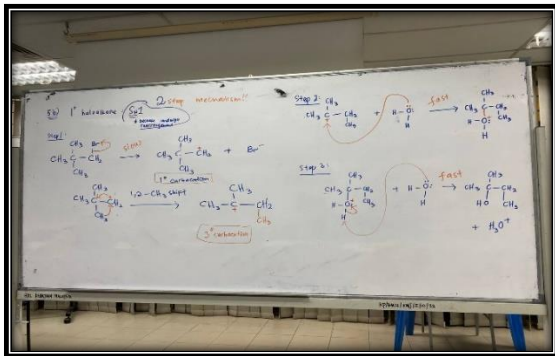 1° haloalkane SN1
2 step mechanism
Step 1
CH3
Br
slow
CH3-C-CH2
CH3
CH3
CH3-C-CH2 + Br-
CH3
1° carbocation
CH3
CH3-C-CH2
CH3
1,2-CH3 shift
CH3
CH3-C-CH2
CH3
3° carbocation
Step 2:
CH3
CH3-C CH2
CH3
+ H-O:
H
fast
CH3
CH3-C-CH2
H-O: CH3
H
Step 3:
CH3
CH3-C-CH2
H-O: CH3
H
+ H-O:
H
fast
CH3
CH3-C-CH2
HO CH3
+ H3O+